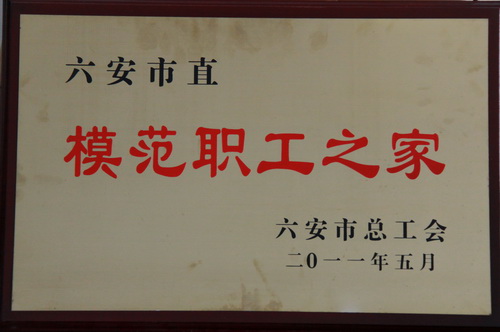 六安市直
模范职工之家
六安市总工会
二〇一一年五月